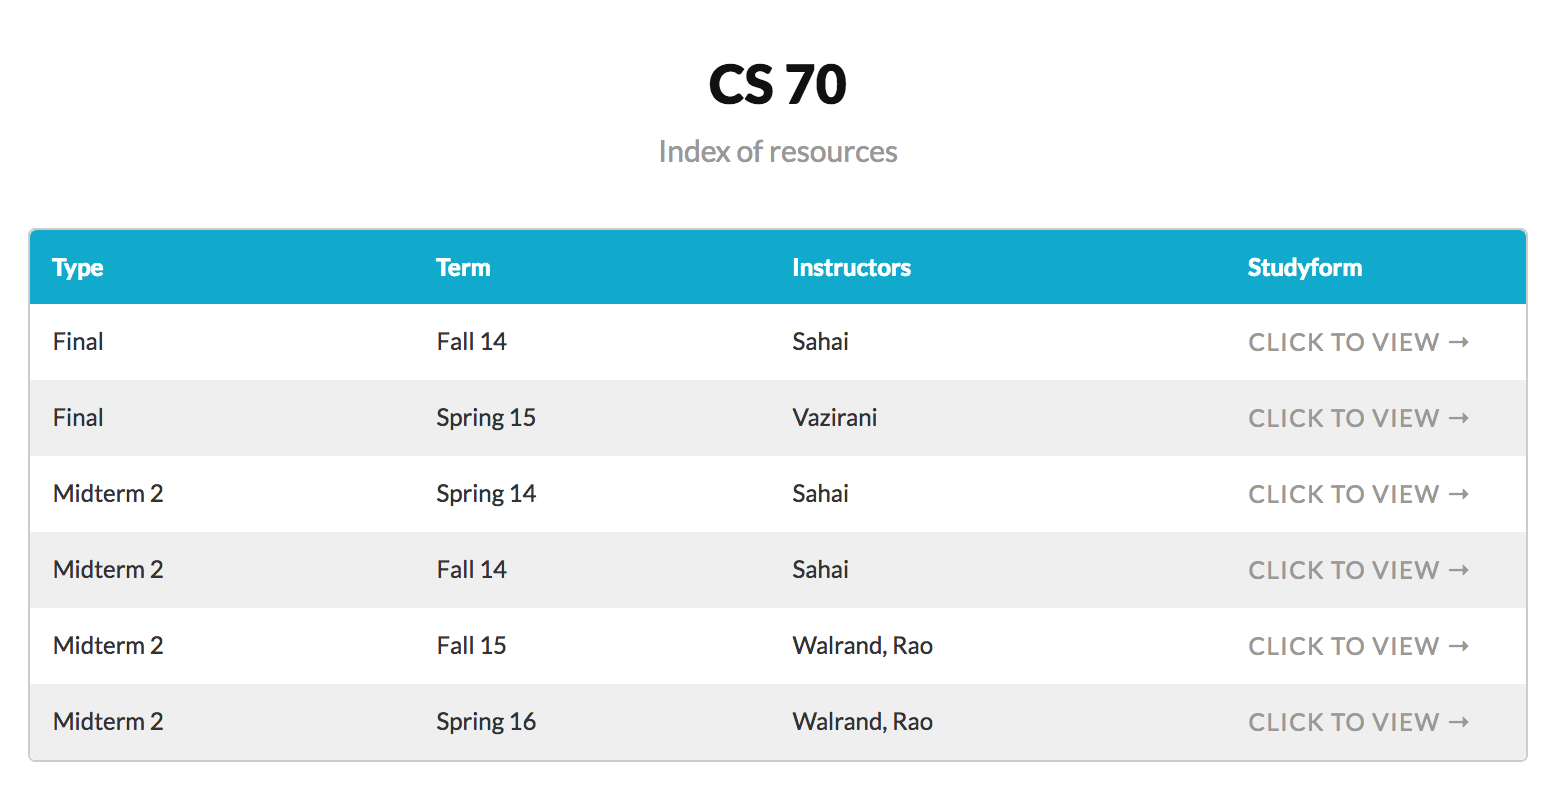 CS 70
Index of resources
Type Term Instructors Studyform
Final Fall 14 Sahai CLICK TO VIEW →
Final Spring 15 Vazirani CLICK TO VIEW →
Midterm 2 Spring 14 Sahai CLICK TO VIEW →
Midterm 2 Fall 14 Sahai CLICK TO VIEW →
Midterm 2 Fall 15 Walrand, Rao CLICK TO VIEW →
Midterm 2 Spring 16 Walrand, Rao CLICK TO VIEW →